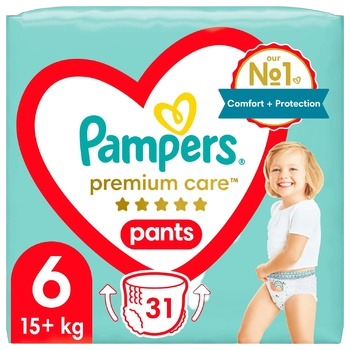 our
№1
Comfort + Protection
Pampers®
premium care™
pants
6
15+ kg
31